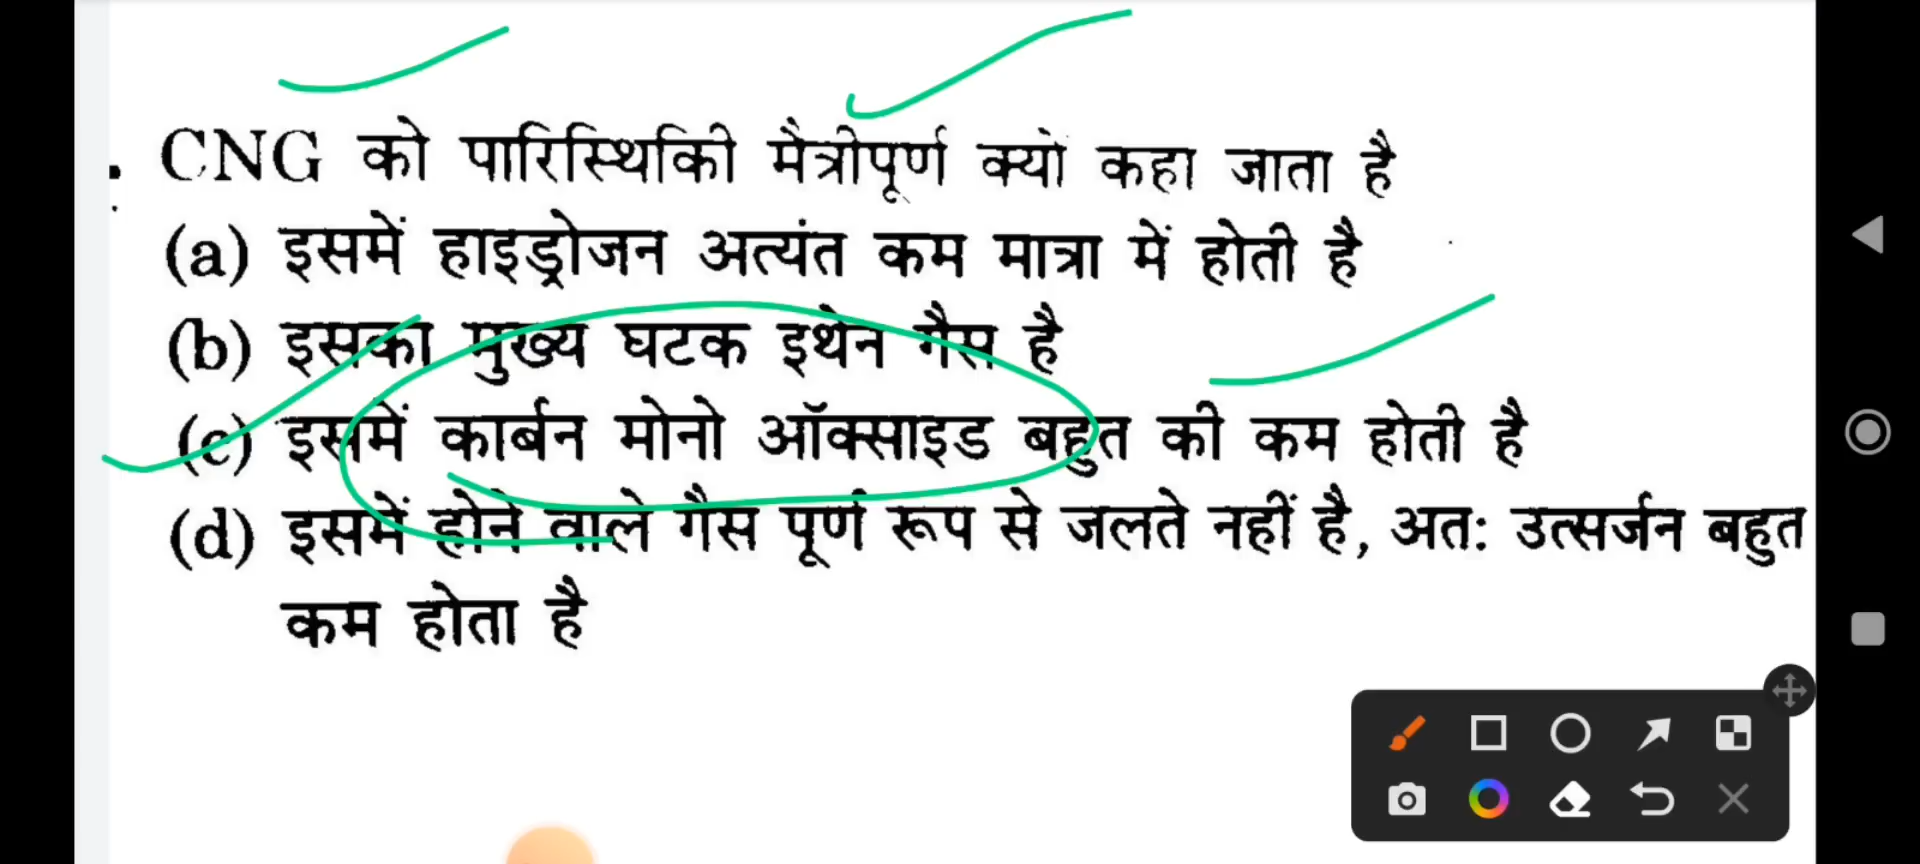 . CNG को पारिस्थिकी मैत्रीपूर्ण क्यों कहा जाता है
(a) इसमें हाइड्रोजन अत्यंत कम मात्रा में होती है
(b) इसका मुख्य घटक इथेन गैस है
(c) इसमें कार्बन मोनो ऑक्साइड बहुत की कम होती है
(d) इसमें होने वाले गैस पूर्ण रूप से जलते नहीं है, अत: उत्सर्जन बहुत
कम होता है